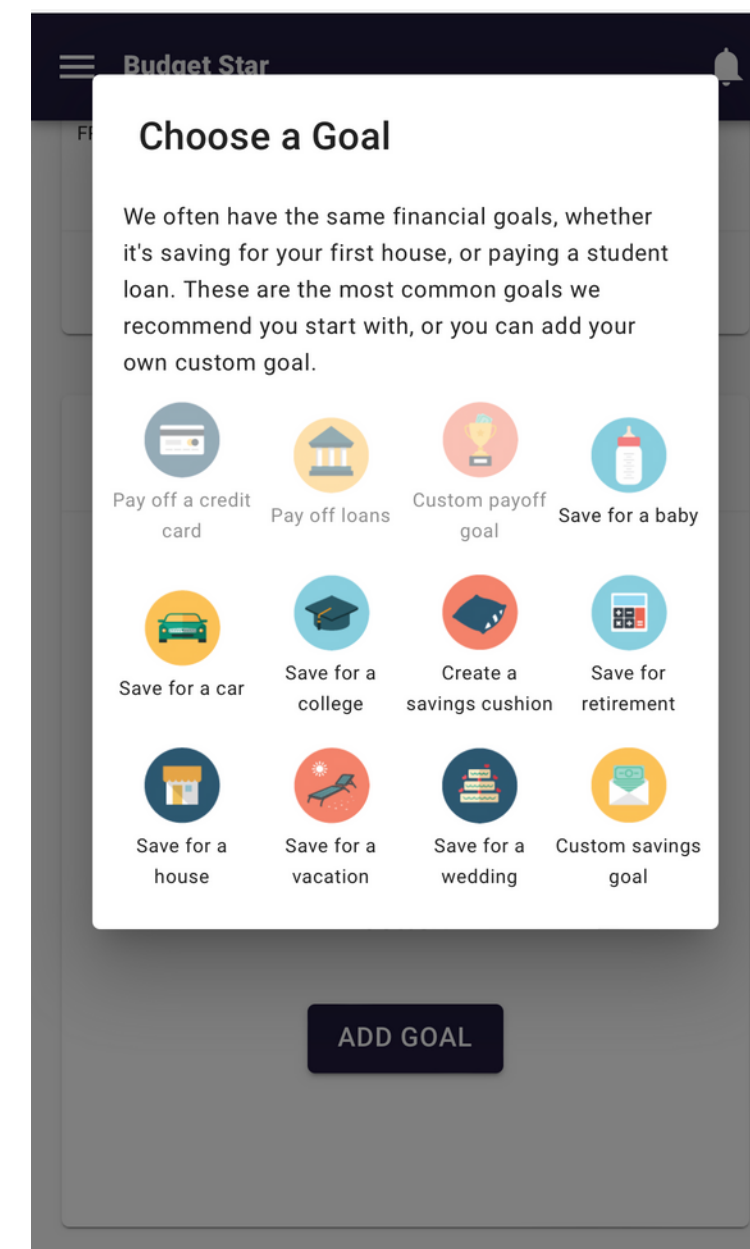 Budget Star
Choose a Goal
We often have the same financial goals, whether
it's saving for your first house, or paying a student
loan. These are the most common goals we
recommend you start with, or you can add your
own custom goal.
Pay off a credit
card
Pay off loans
Custom payoff
goal
Save for a baby
Save for a car
Save for a
college
Create a
savings cushion
Save for
retirement
Save for a
house
Save for a
vacation
Save for a
wedding
Custom savings
goal
ADD GOAL